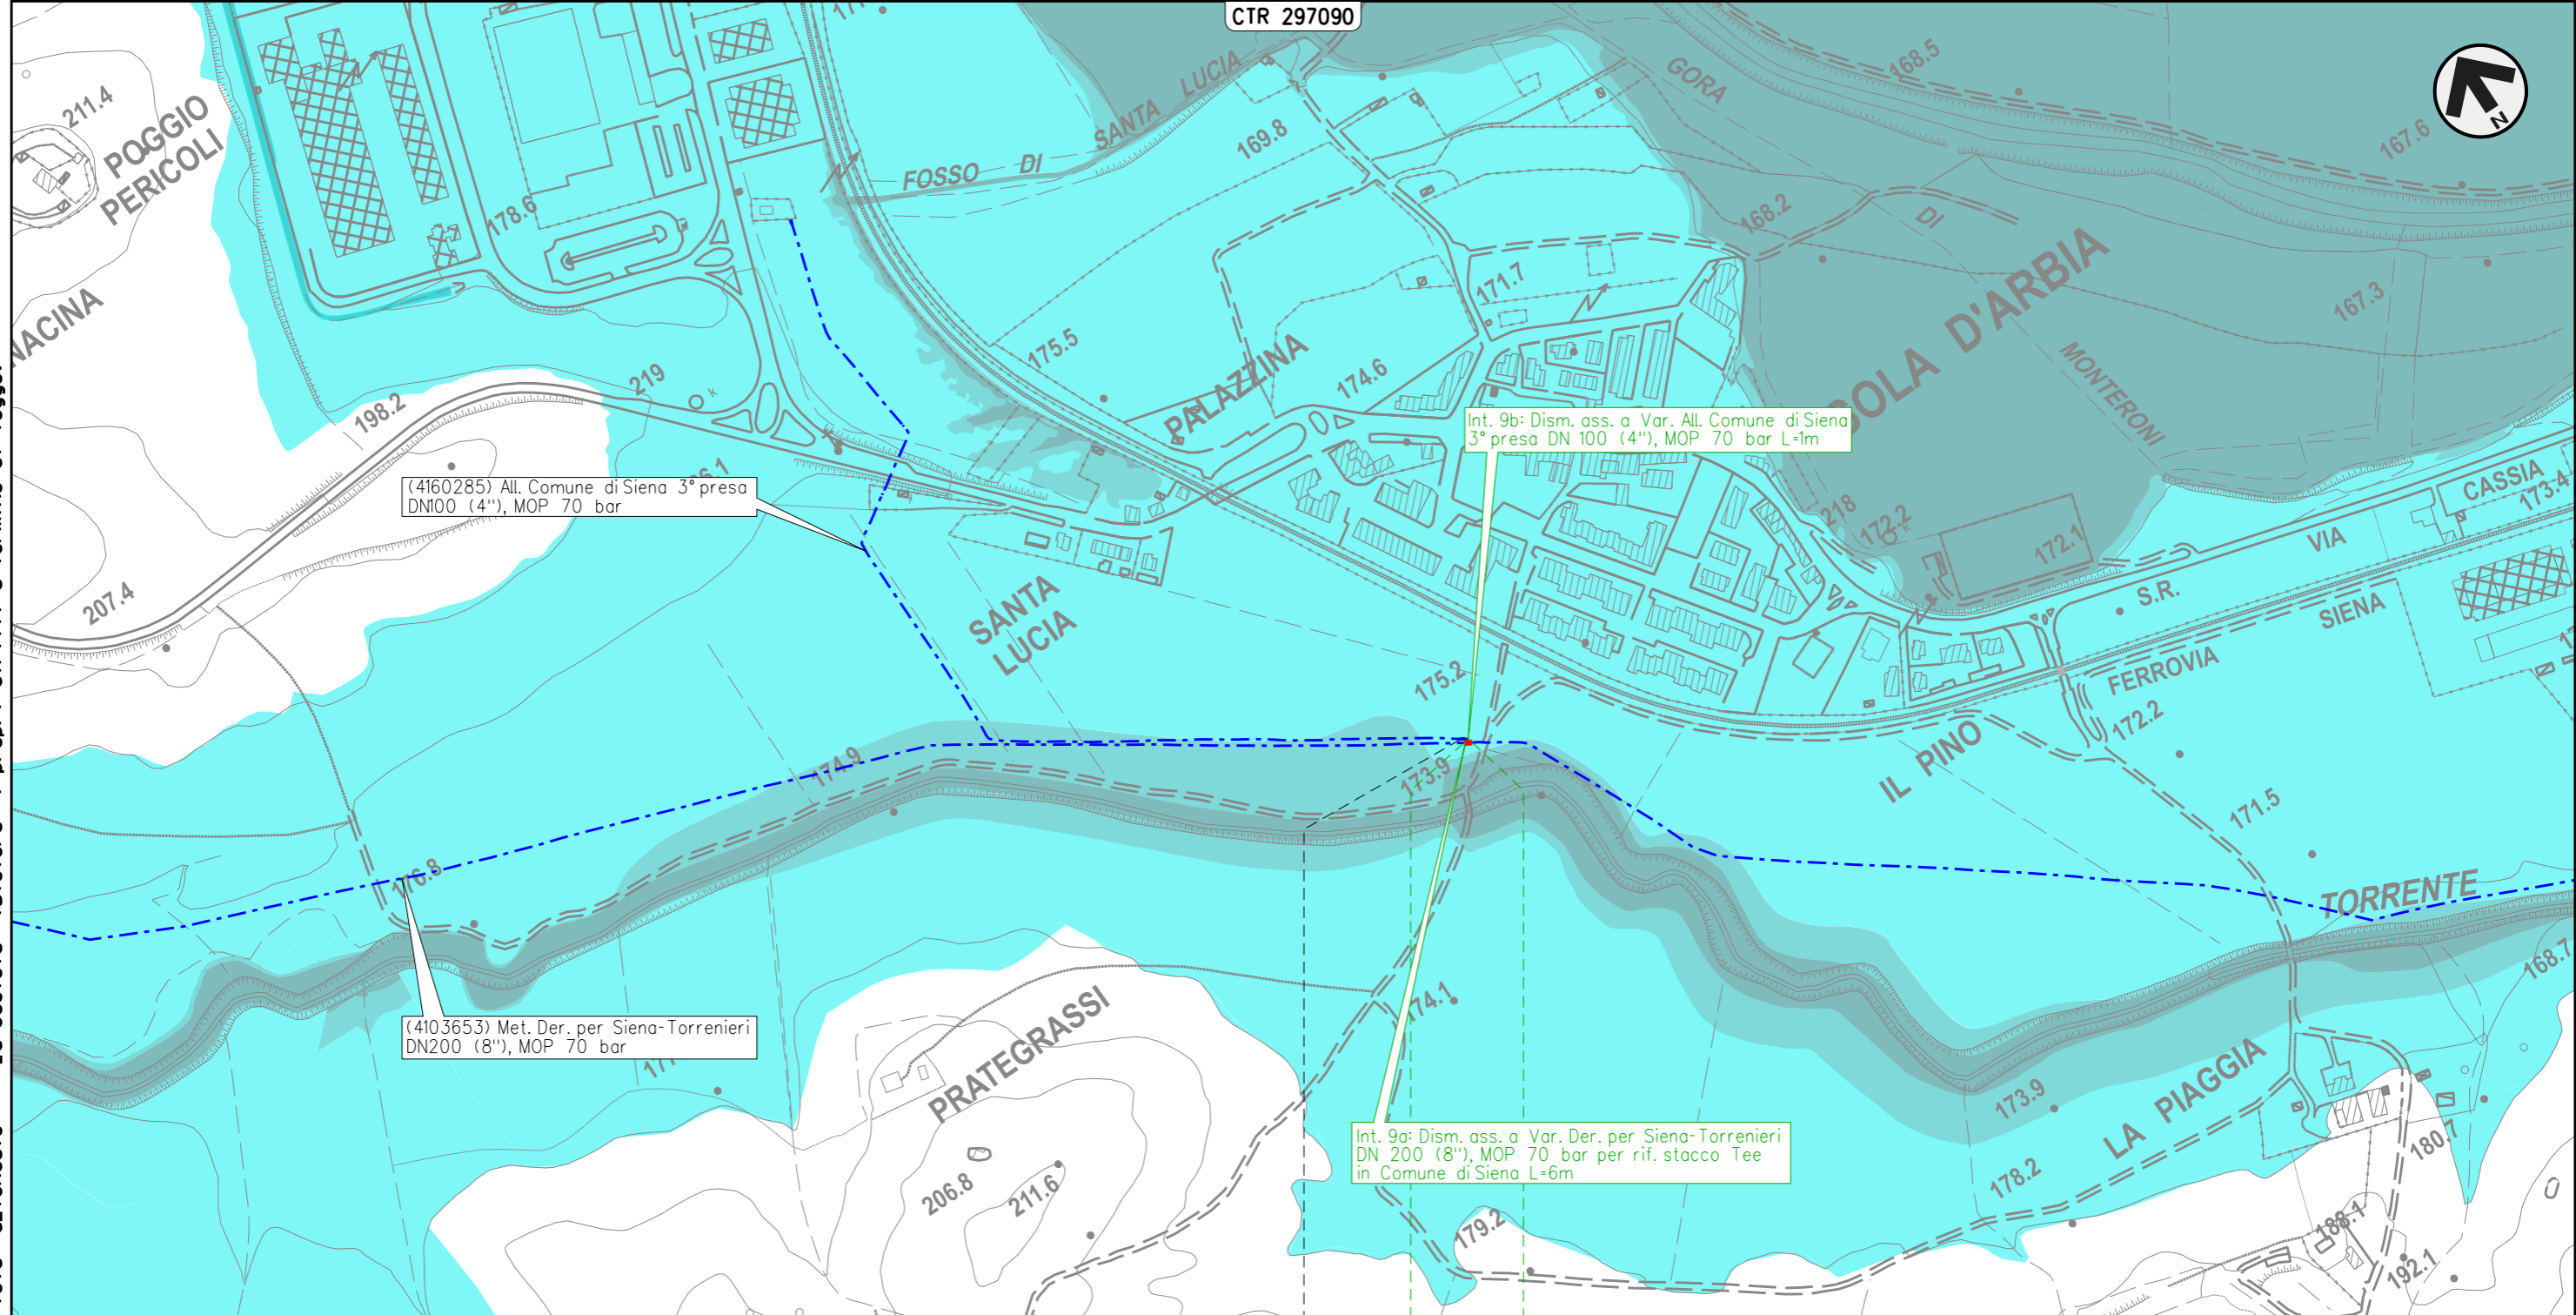 CTR 297090
N
211.4
POGGIO
PERICOLI
178.6
FOSSO DI SANTA LUCIA
169.8
GORA
168.5
167.6
168.2
DI
167.3
MONTERONI
175.5
PALAZZINA
174.6
171.7
D'ARBIA
219
k
198.2
207.4
(4160285) All. Comune di Siena 3° presa
DN100 (4"), MOP 70 bar
Int. 9b: Dism. ass. a Var. All. Comune di Siena
3° presa DN 100 (4"), MOP 70 bar L=1m
SANTA
LUCIA
218
172.2
k
172.1
S.R.
VIA
CASSIA
173.4
FERROVIA
SIENA
172.2
175.2
IL PINO
171.5
174.9
173.9
176.8
TORRENTE
168.7
(4103653) Met. Der. per Siena-Torrenieri
DN200 (8"), MOP 70 bar
PRATEGRASSI
174.1
206.8
211.6
Int. 9a: Dism. ass. a Var. Der. per Siena-Torrenieri
DN 200 (8"), MOP 70 bar per rif. stacco Tee
in Comune di Siena L=6m
179.2
173.9
LA PIAGGIA
178.2
180.7
188.1
192.1